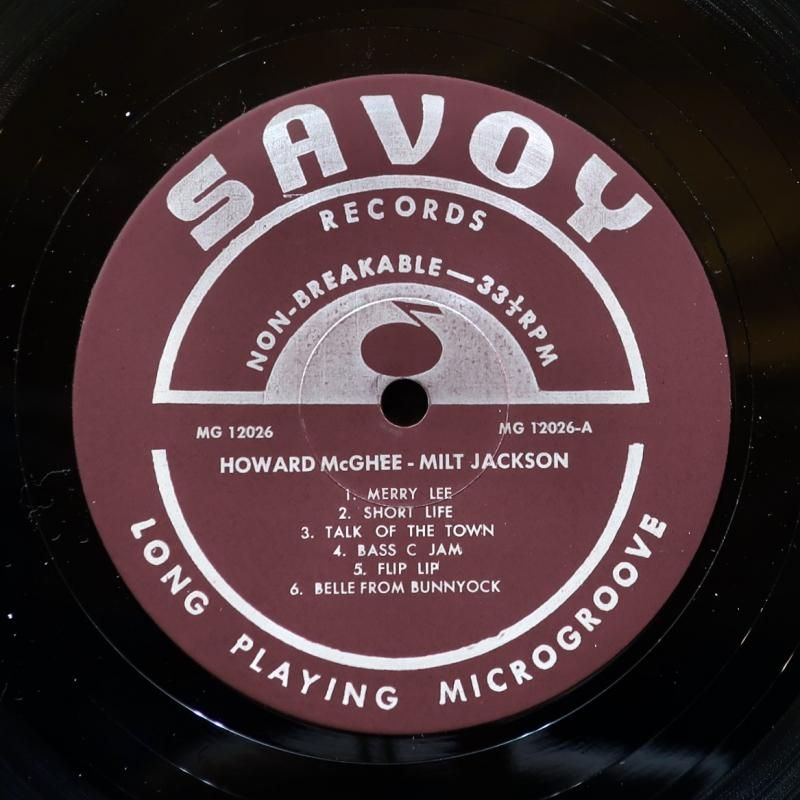 SAVOY
RECORDS
NON-BREAKABLE—33⅓RPM
MG 12026
MG 12026-A
HOWARD McGHEE - MILT JACKSON
1. MERRY LEE
2. SHORT LIFE
3. TALK OF THE TOWN
4. BASS C JAM
5. FLIP LIP
6. BELLE FROM BUNNYOCK
LONG PLAYING MICROGROOVE